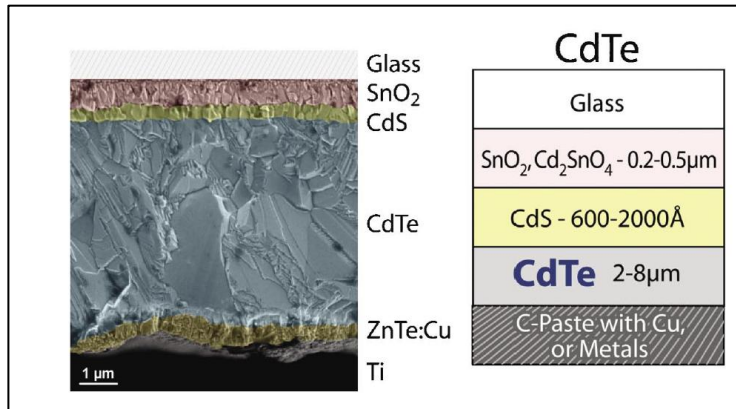 Glass
SnO₂
CdS
CdTe
ZnTe:Cu
Ti
1 μm
CdTe
Glass
SnO₂, Cd₂SnO₄ - 0.2-0.5μm
CdS - 600-2000Å
CdTe 2-8μm
C-Paste with Cu,
or Metals